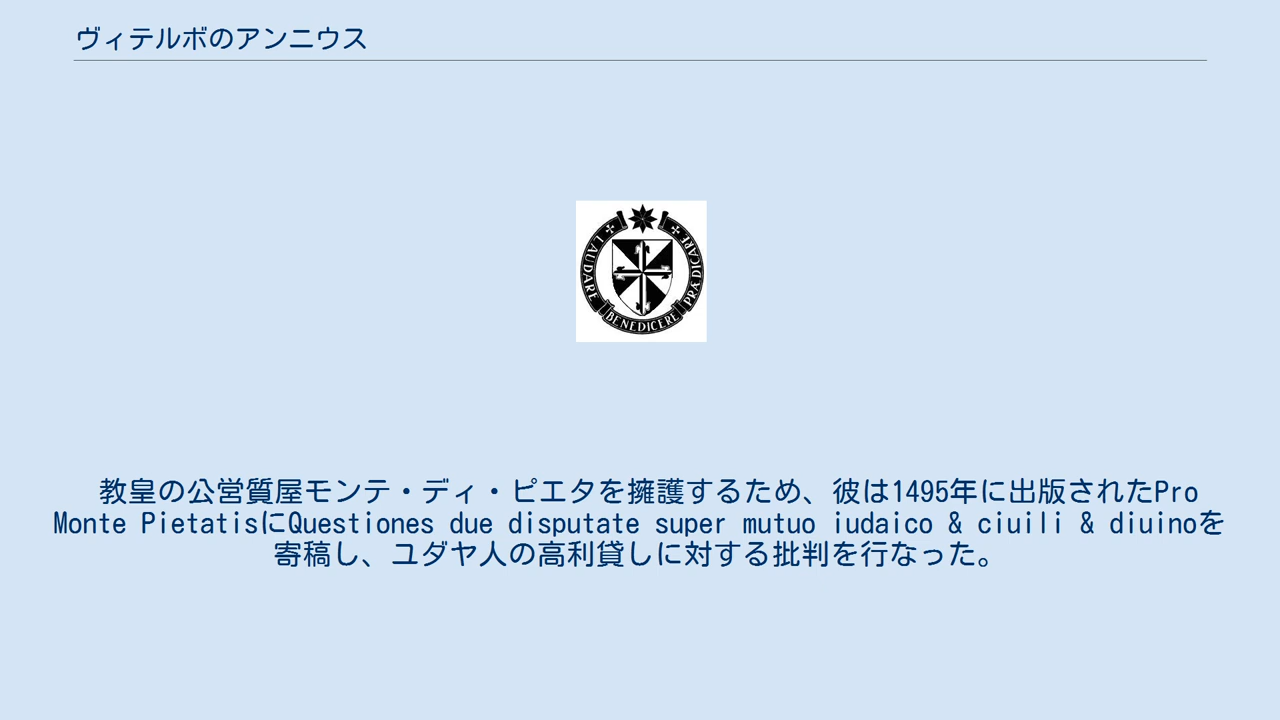 ヴィテルボのアンニウス
LAUDARE
BENEDICERE
PRÆDICARE
教皇の公営質屋モンテ・ディ・ピエタを擁護するため、彼は1495年に出版されたPro
Monte PietatisにQuestiones due disputate super mutuo iudaico & ciuili & diuinoを
寄稿し、ユダヤ人の高利貸しに対する批判を行なった。